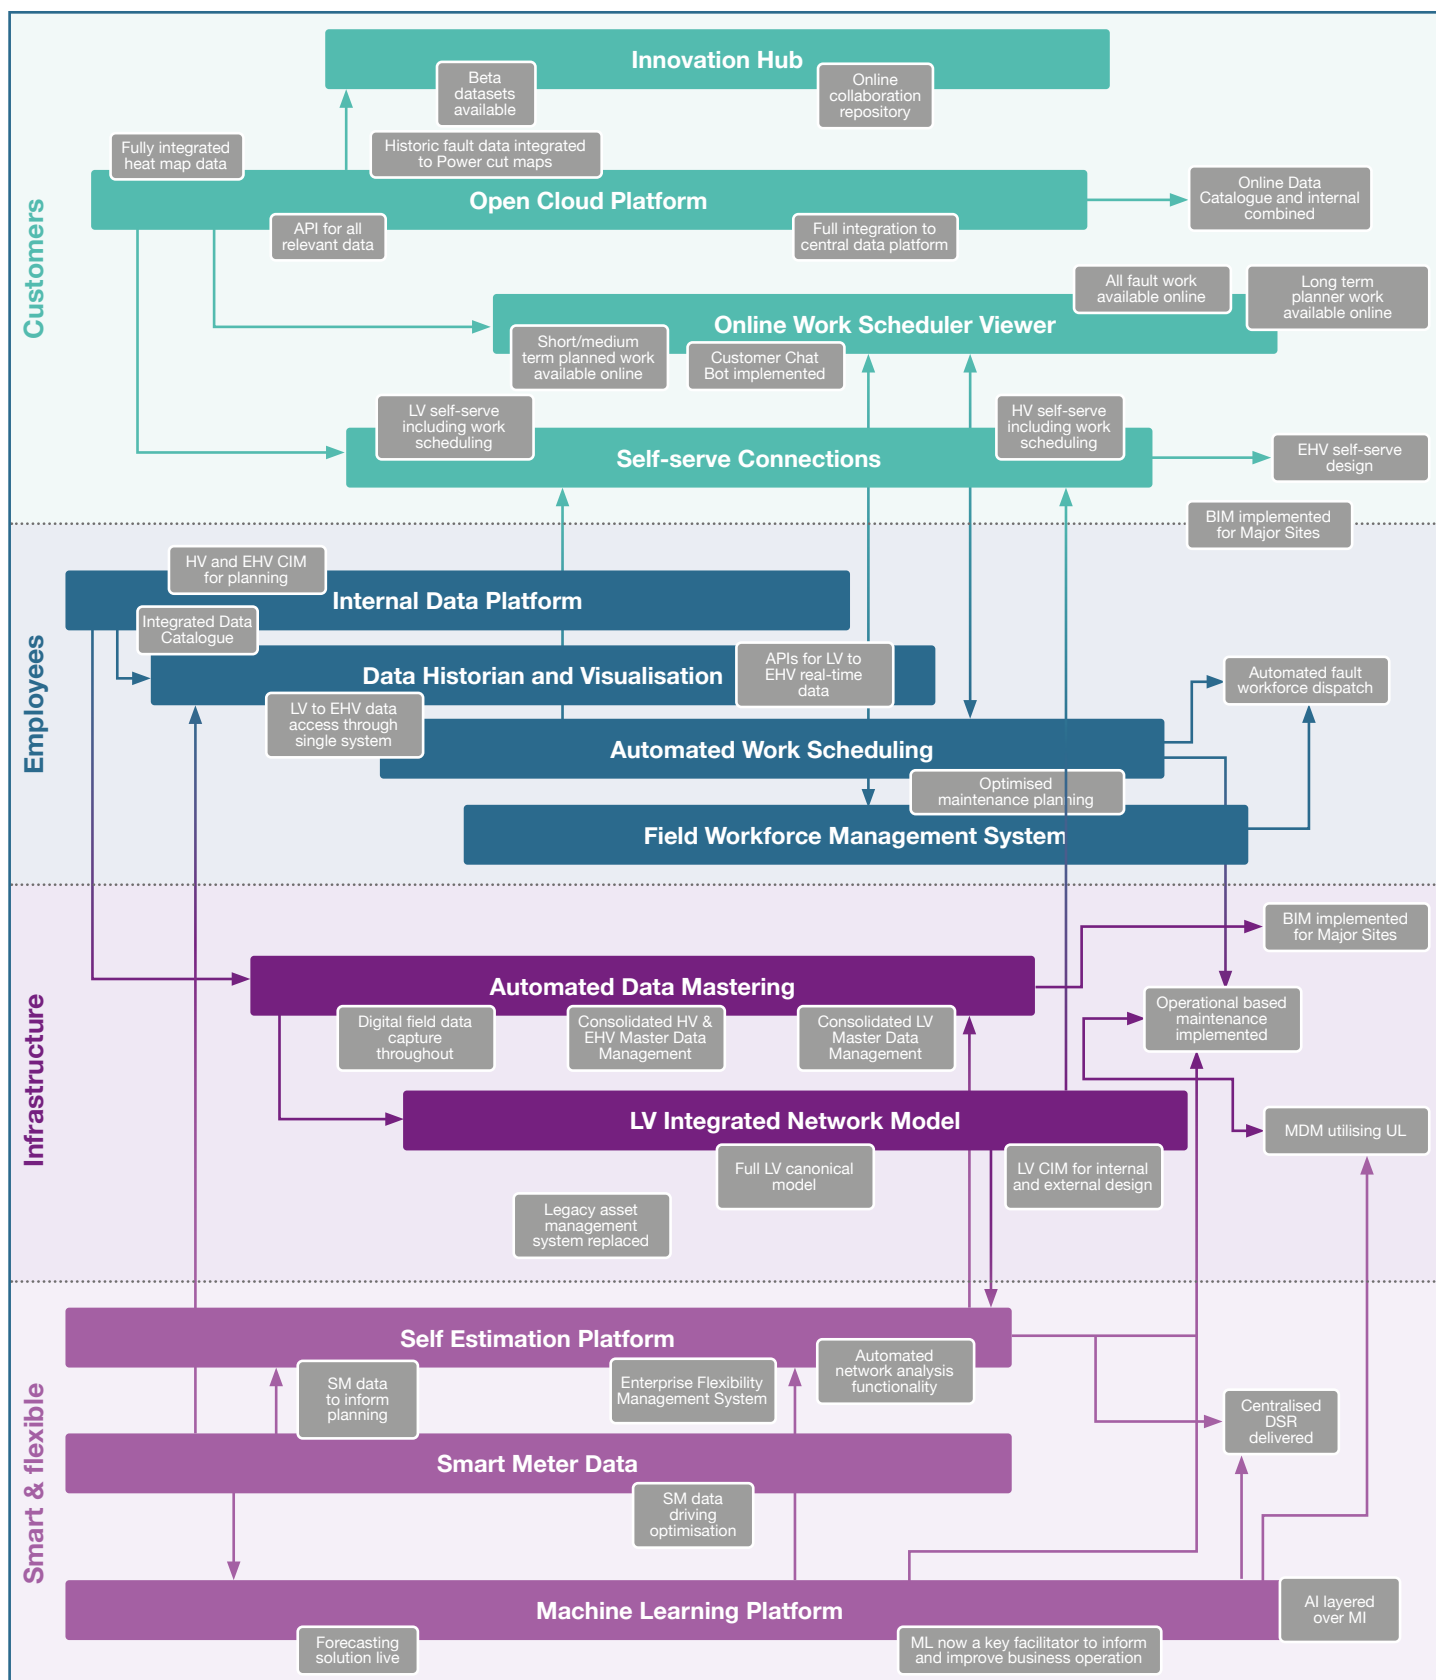 Customers
Innovation Hub
Beta
datasets
available
Online
collaboration
repository
Fully integrated
heat map data
Historic fault data integrated
to Power cut maps
Open Cloud Platform
Online Data
Catalogue and internal
combined
API for all
relevant data
Full integration to
central data platform
All fault work
available online
Long term
planner work
available online
Online Work Scheduler Viewer
Short/medium
term planned work
available online
Customer Chat
Bot implemented
LV self-serve
including work
scheduling
HV self-serve
including work
scheduling
Self-serve Connections
EHV self-serve
design
BIM implemented
for Major Sites
Employees
HV and EHV CIM
for planning
Internal Data Platform
Integrated Data
Catalogue
Data Historian and Visualisation
APIs for LV to
EHV real-time
data
Automated fault
workforce dispatch
LV to EHV data
access through
single system
Automated Work Scheduling
Optimised
maintenance planning
Field Workforce Management System
Infrastructure
BIM implemented
for Major Sites
Automated Data Mastering
Operational based
maintenance
implemented
Digital field data
capture
throughout
Consolidated HV &
EHV Master Data
Management
Consolidated LV
Master Data
Management
LV Integrated Network Model
MDM utilising UL
Full LV canonical
model
LV CIM for internal
and external design
Legacy asset
management
system replaced
Smart & flexible
Self Estimation Platform
SM data
to inform
planning
Enterprise Flexibility
Management System
Automated
network analysis
functionality
Centralised
DSR
delivered
Smart Meter Data
SM data
driving
optimisation
Machine Learning Platform
AI layered
over MI
Forecasting
solution live
ML now a key facilitator to inform
and improve business operation